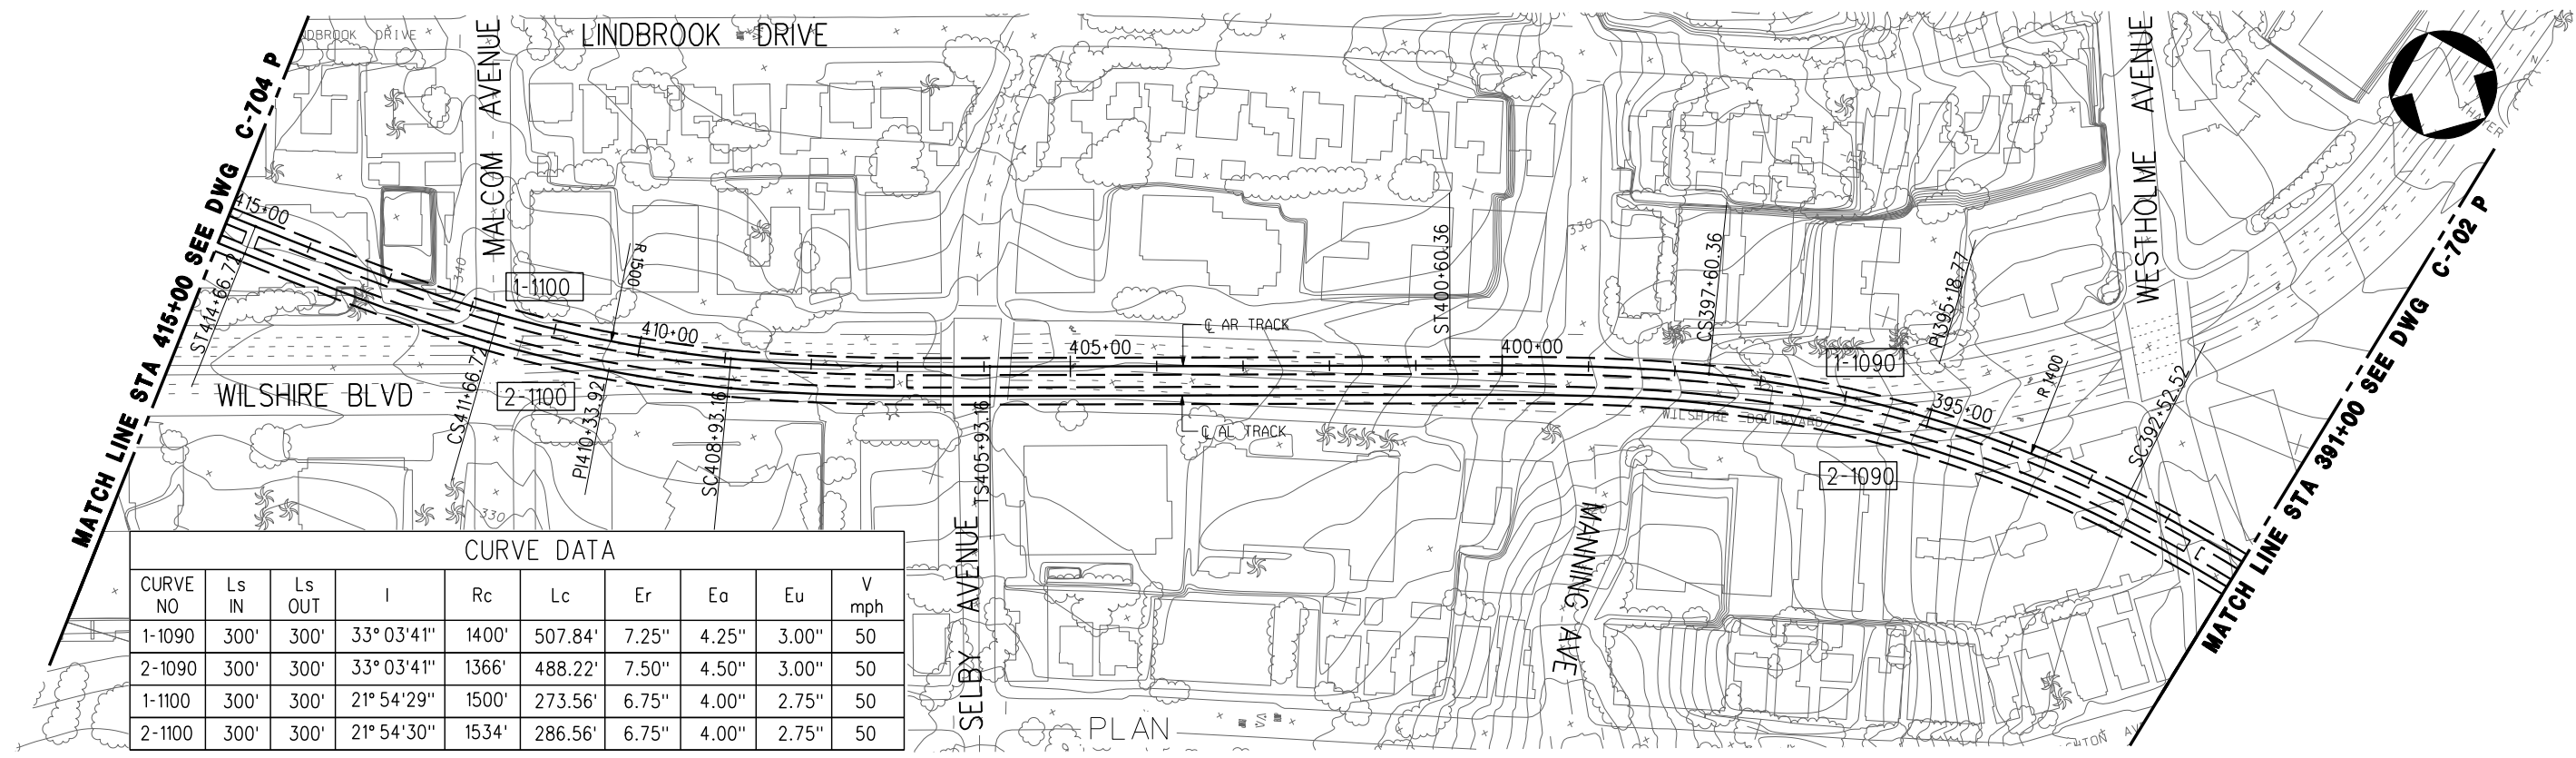 MATCH LINE STA 415+00 SEE DWG C-704 P
DBROOK DRIVE
MALCOM AVENUE
LINDBROOK DRIVE
WESTHOLME AVENUE
THAYER
N
MATCH LINE STA 391+00 SEE DWG C-702 P
415+00
ST414+66.72
340
1-1100
R 1500
410+00
WILSHIRE BLVD
2-1100
CS411+66.72
PI410+33.92
SC408+93.16
TS405+93.16
405+00
℄ AR TRACK
℄ AL TRACK
ST400+60.36
400+00
330
CS397+60.36
1-1090
PI395+18.77
395+00
R 1400
SC392+52.52
WILSHIRE BOULEVARD
2-1090
330
SELBY AVENUE
MANNING AVE
CURVE DATA
CURVE NO Ls IN Ls OUT I Rc Lc Er Ea Eu V mph
1-1090 300' 300' 33° 03'41" 1400' 507.84' 7.25" 4.25" 3.00" 50
2-1090 300' 300' 33° 03'41" 1366' 488.22' 7.50" 4.50" 3.00" 50
1-1100 300' 300' 21° 54'29" 1500' 273.56' 6.75" 4.00" 2.75" 50
2-1100 300' 300' 21° 54'30" 1534' 286.56' 6.75" 4.00" 2.75" 50
PLAN